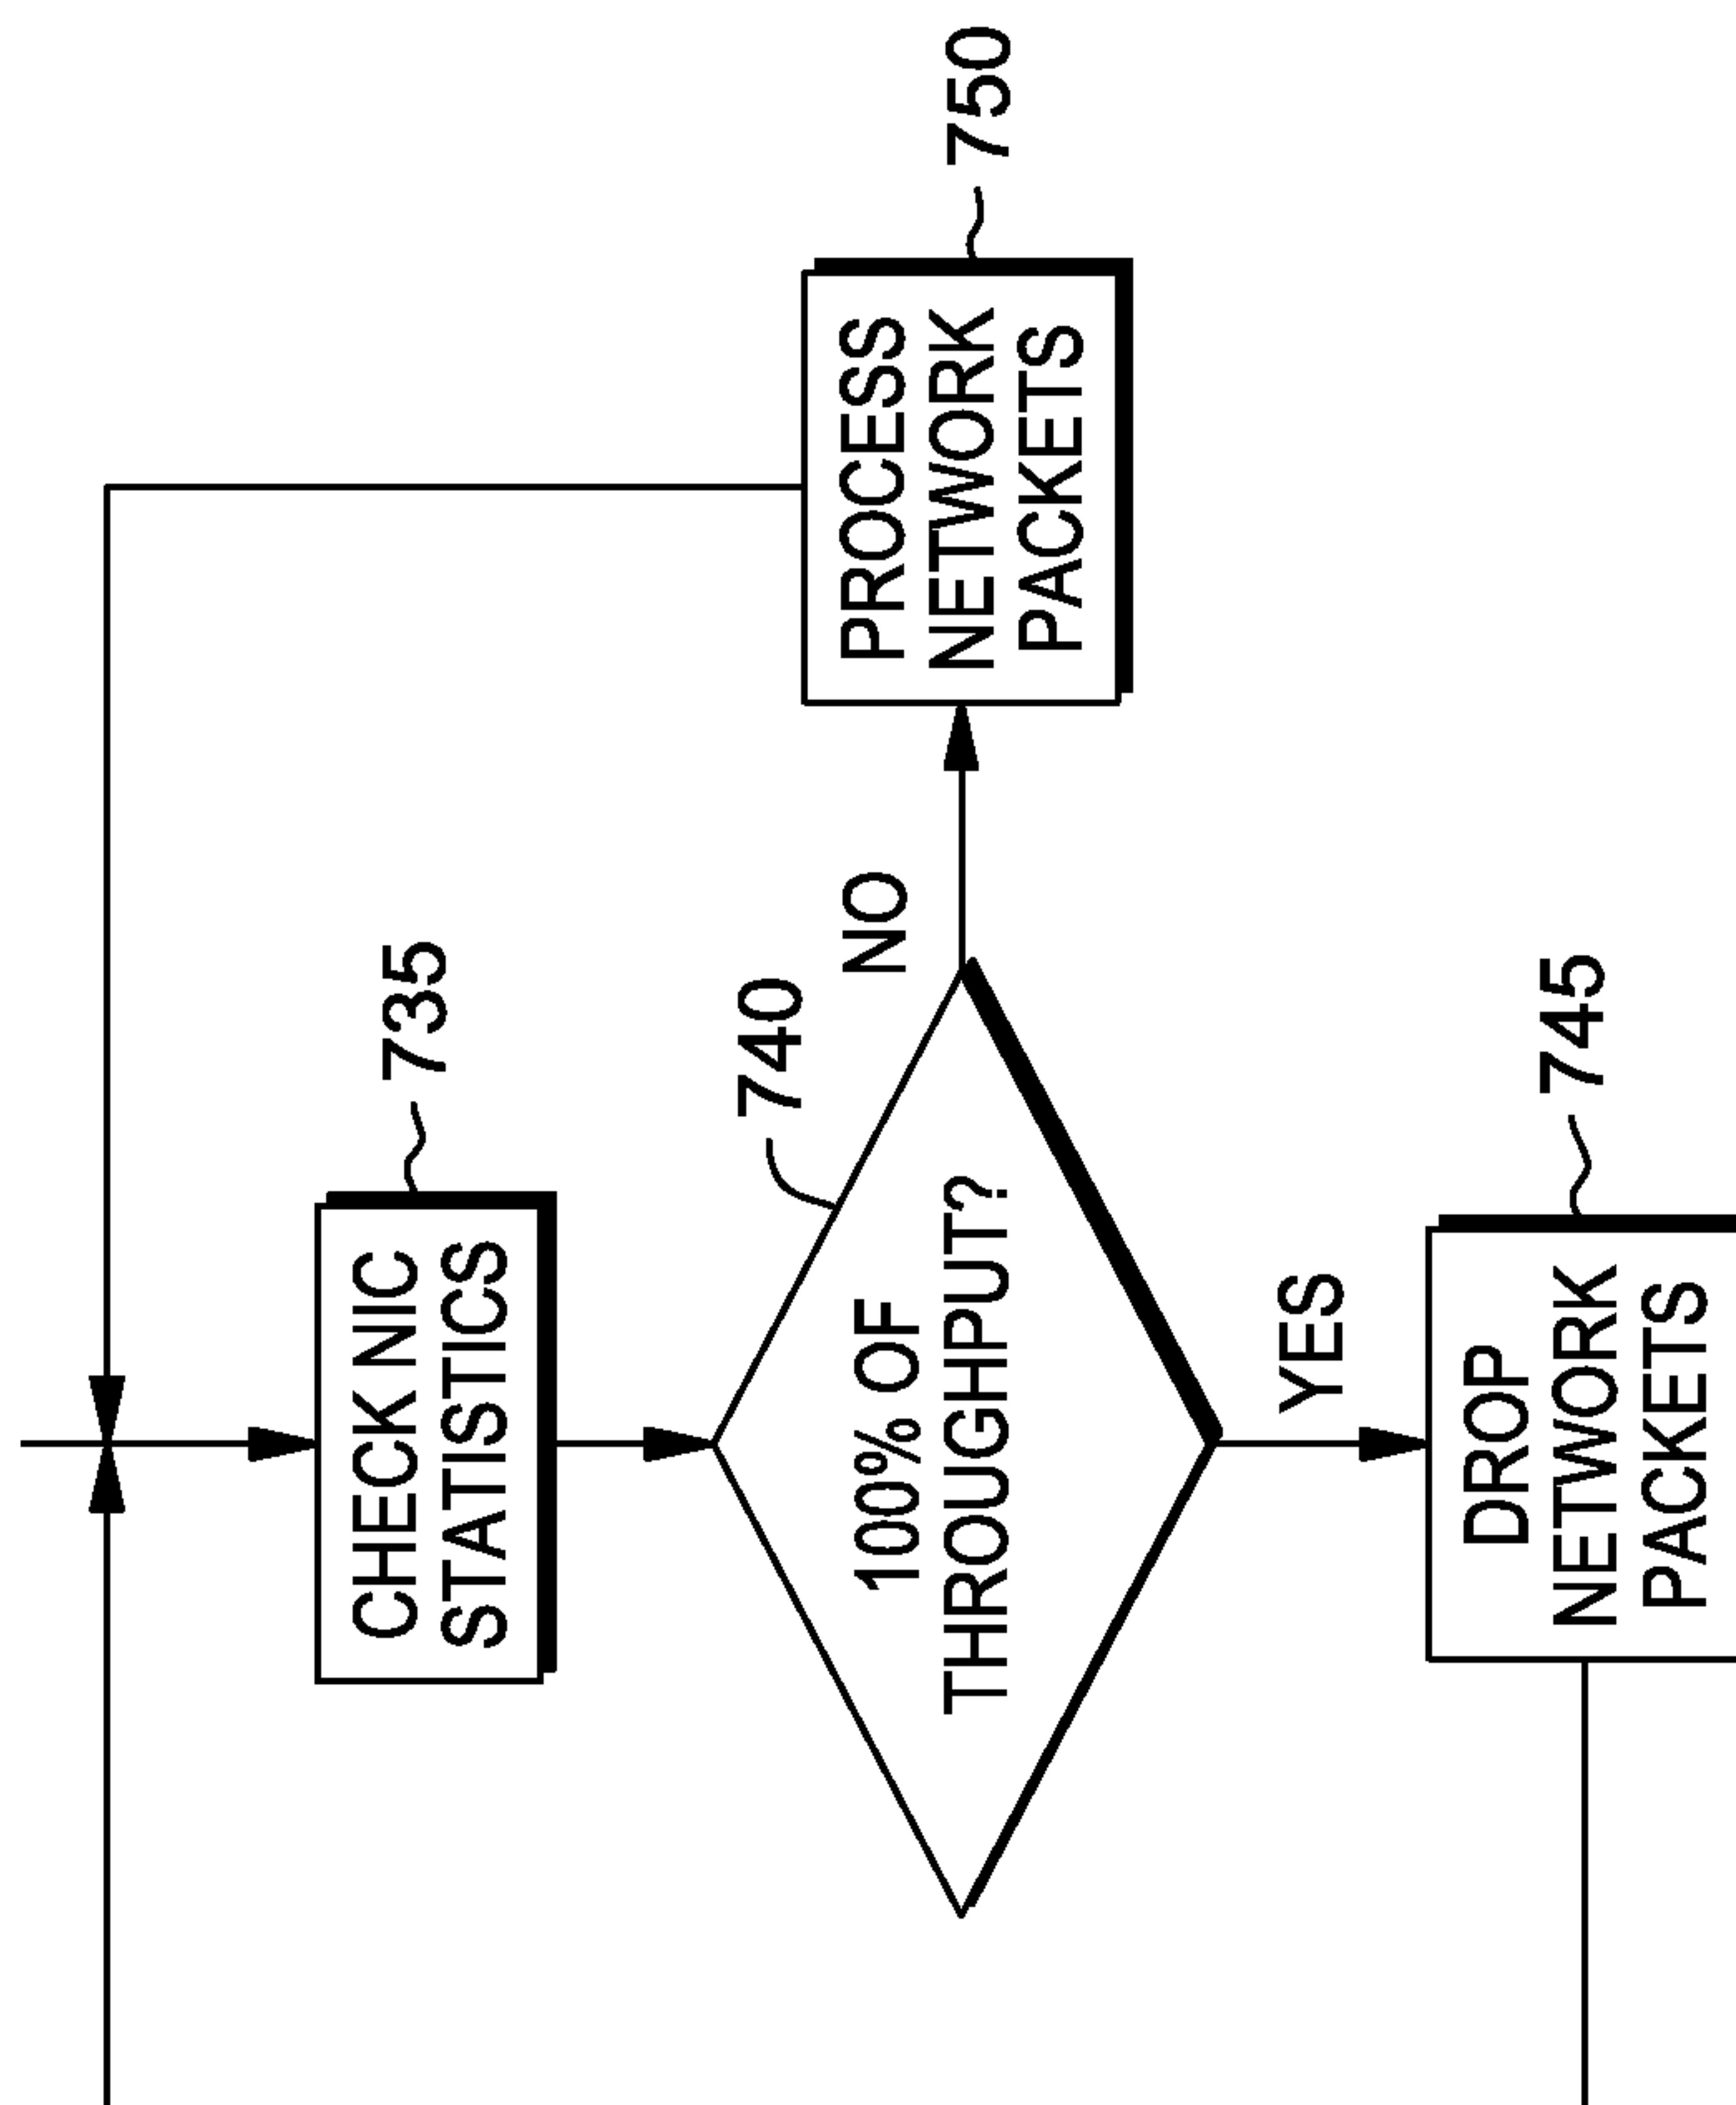 735
CHECK NIC
STATISTICS
740
100% OF
THROUGHPUT?
NO
750
PROCESS
NETWORK
PACKETS
YES
745
DROP
NETWORK
PACKETS